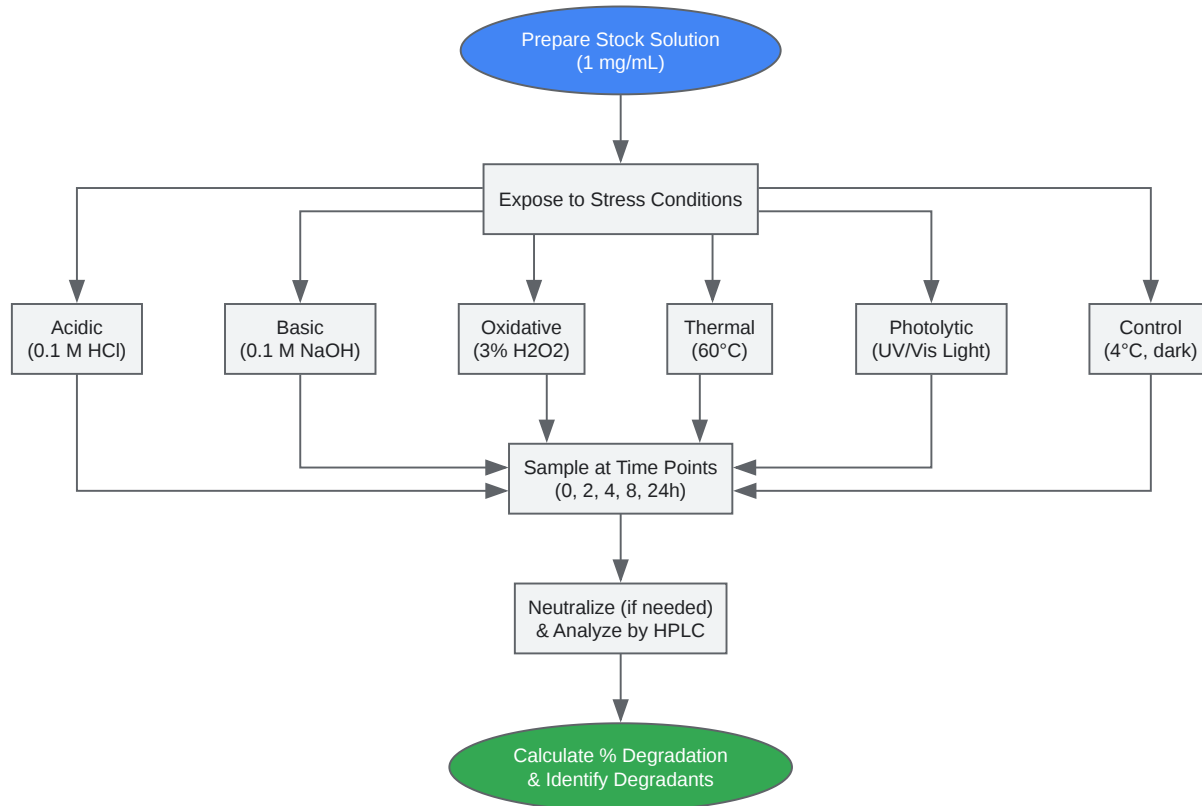 Prepare Stock Solution
(1 mg/mL)
Expose to Stress Conditions
Acidic
(0.1 M HCl)
Basic
(0.1 M NaOH)
Oxidative
(3% H2O2)
Thermal
(60°C)
Photolytic
(UV/Vis Light)
Control
(4°C, dark)
Sample at Time Points
(0, 2, 4, 8, 24h)
Neutralize (if needed)
& Analyze by HPLC
Calculate % Degradation
& Identify Degradants